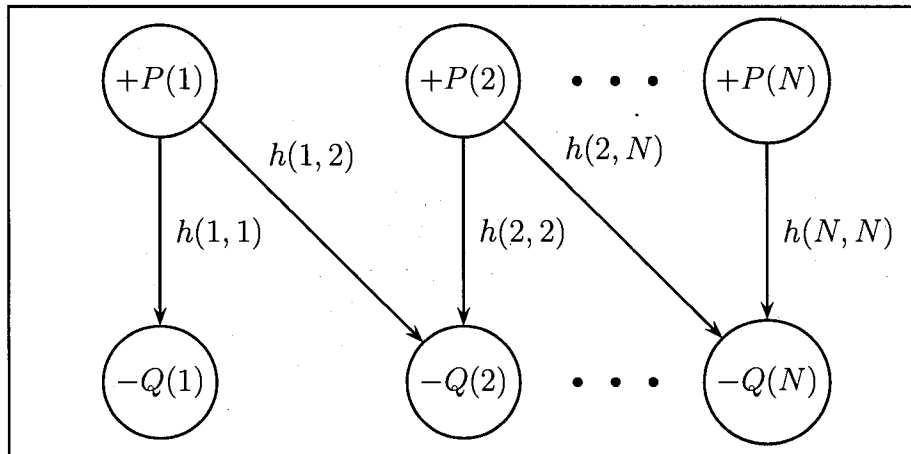 +P(1) +P(2) • • • +P(N)
h(1, 2) h(2, N)
h(1, 1) h(2, 2) h(N, N)
−Q(1) −Q(2) • • • −Q(N)